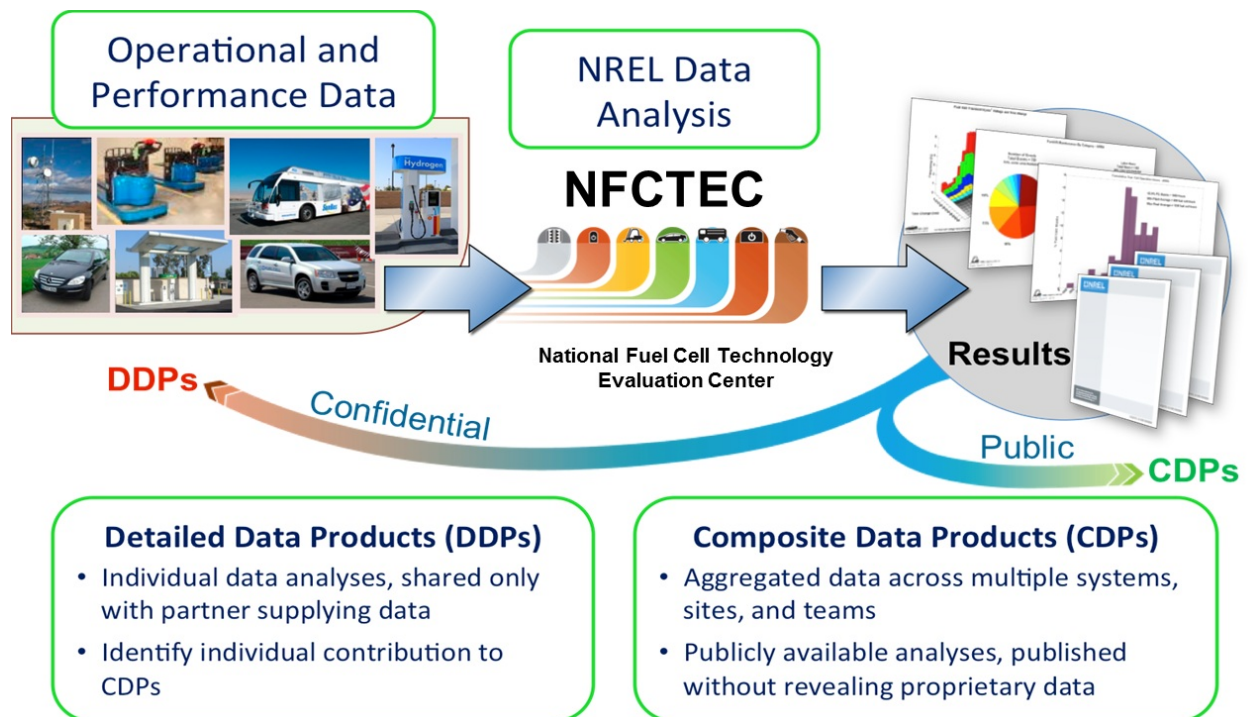 Operational and
Performance Data
NREL Data
Analysis
Hydrogen
NFCTEC
National Fuel Cell Technology
Evaluation Center
Results
NREL
NREL
NREL
DDPs
Confidential
Public
CDPs
Detailed Data Products (DDPs)
• Individual data analyses, shared only
with partner supplying data
• Identify individual contribution to
CDPs
Composite Data Products (CDPs)
• Aggregated data across multiple systems,
sites, and teams
• Publicly available analyses, published
without revealing proprietary data